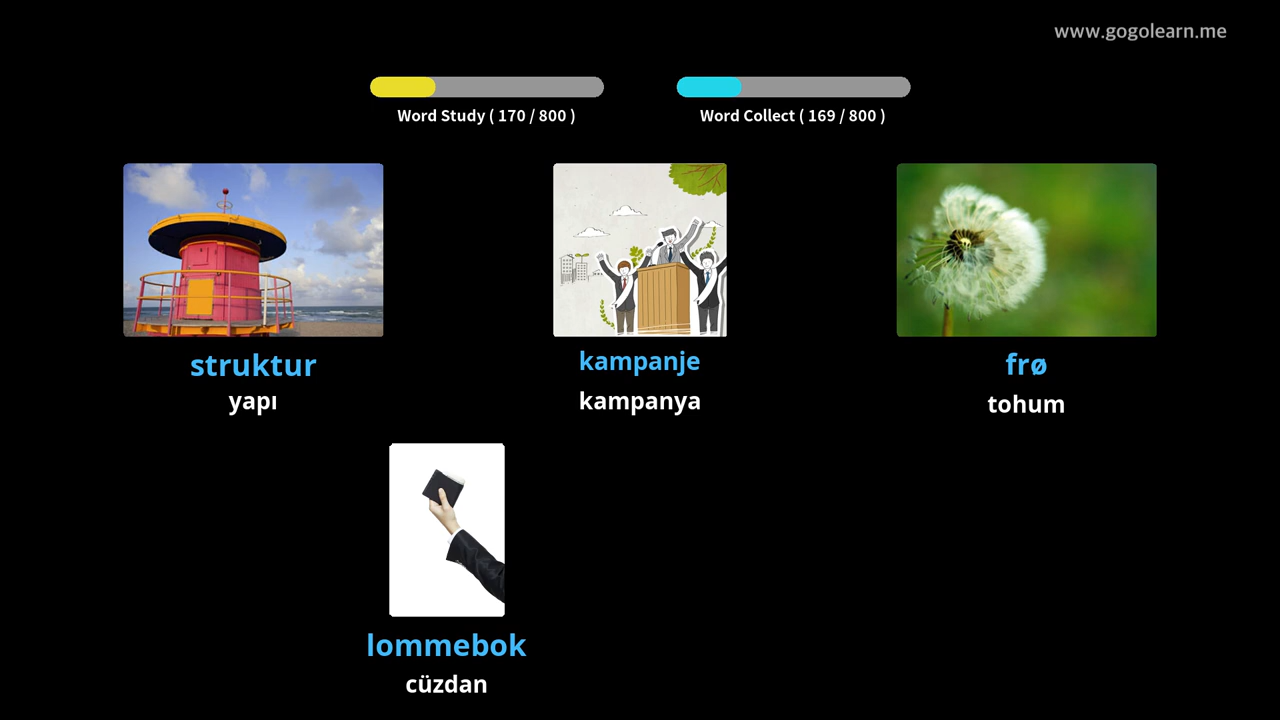 www.gogolearn.me
Word Study ( 170 / 800 )
Word Collect ( 169 / 800 )
struktur
yapı
kampanje
kampanya
frø
tohum
lommebok
cüzdan